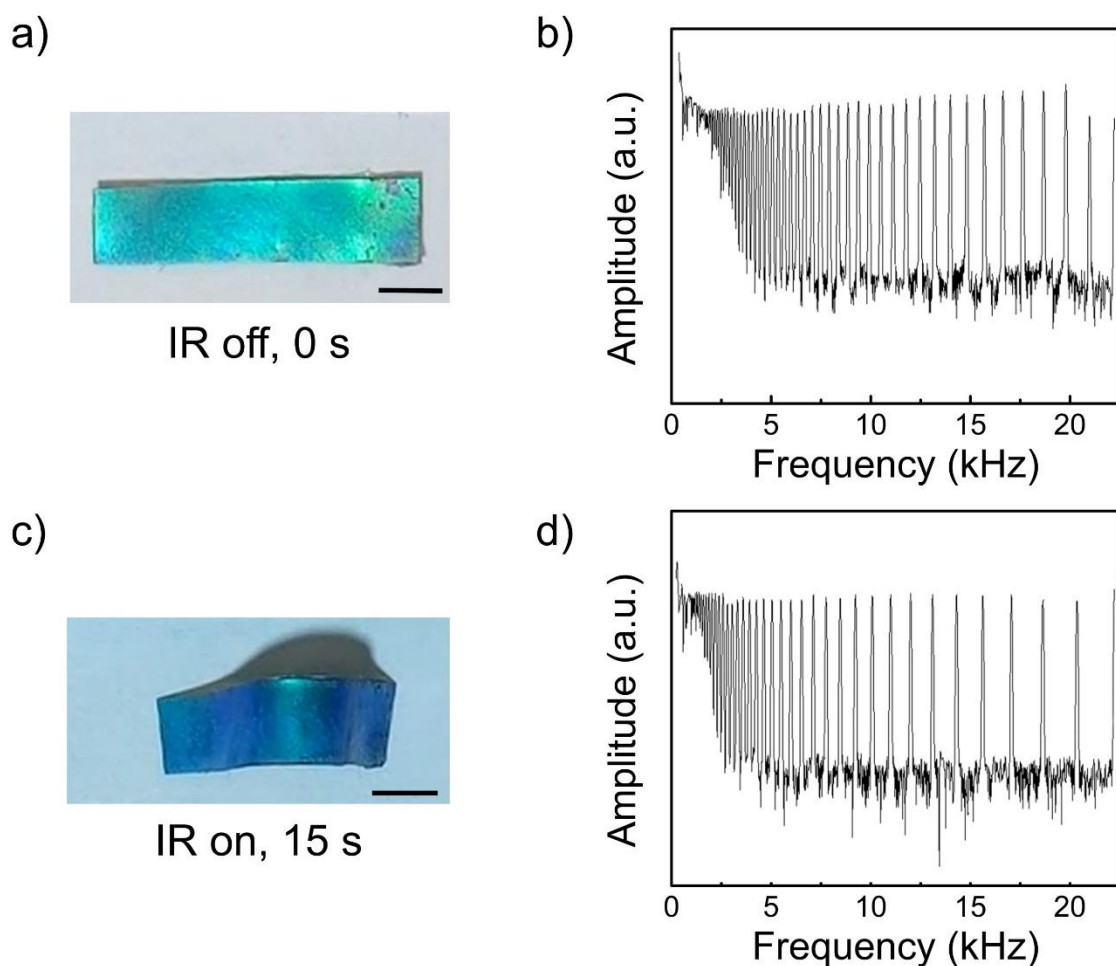 a)
IR off, 0 s
b)
Amplitude (a.u.)
0 5 10 15 20
Frequency (kHz)
c)
IR on, 15 s
d)
Amplitude (a.u.)
0 5 10 15 20
Frequency (kHz)